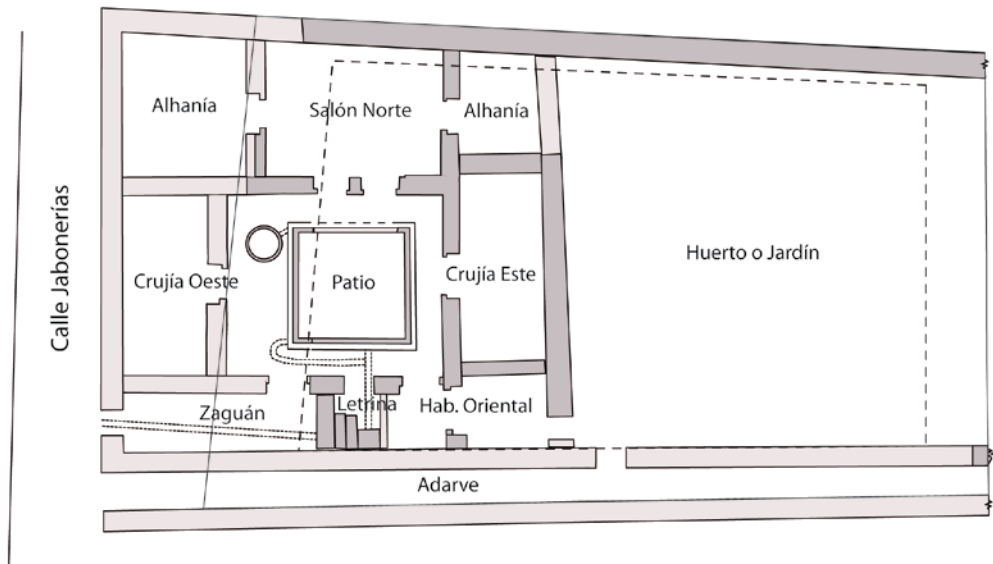 Alhanía
Salón Norte
Alhanía
Calle Jabonerías
Crujía Oeste
Patio
Crujía Este
Huerto o Jardín
Zaguán
Letrina
Hab. Oriental
Adarve